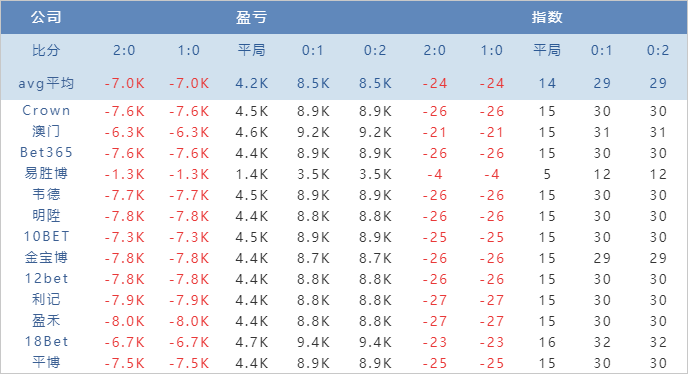 公司 盈亏 指数
比分 2:0 1:0 平局 0:1 0:2 2:0 1:0 平局 0:1 0:2
avg平均 -7.0K -7.0K 4.2K 8.5K 8.5K -24 -24 14 29 29
Crown -7.6K -7.6K 4.5K 8.9K 8.9K -26 -26 15 30 30
澳门 -6.3K -6.3K 4.6K 9.2K 9.2K -21 -21 15 31 31
Bet365 -7.6K -7.6K 4.4K 8.9K 8.9K -26 -26 15 30 30
易胜博 -1.3K -1.3K 1.4K 3.5K 3.5K -4 -4 5 12 12
韦德 -7.7K -7.7K 4.5K 8.9K 8.9K -26 -26 15 30 30
明陞 -7.8K -7.8K 4.4K 8.8K 8.8K -26 -26 15 30 30
10BET -7.3K -7.3K 4.5K 8.9K 8.9K -25 -25 15 30 30
金宝博 -7.8K -7.8K 4.4K 8.7K 8.7K -26 -26 15 29 29
12bet -7.8K -7.8K 4.4K 8.8K 8.8K -26 -26 15 30 30
利记 -7.9K -7.9K 4.4K 8.8K 8.8K -27 -27 15 30 30
盈禾 -8.0K -8.0K 4.4K 8.8K 8.8K -27 -27 15 30 30
18Bet -6.7K -6.7K 4.7K 9.4K 9.4K -23 -23 16 32 32
平博 -7.5K -7.5K 4.4K 8.9K 8.9K -25 -25 15 30 30